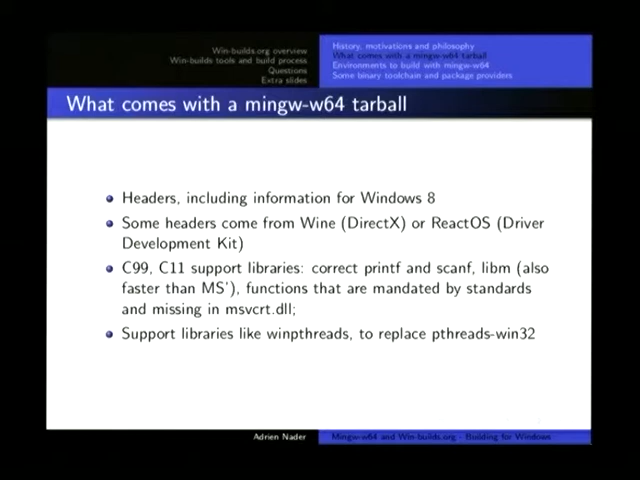 Win-builds.org overview
Win-builds tools and build process
Questions
Extra slides
History, motivations and philosophy
What comes with a mingw-w64 tarball
Environments to build with mingw-w64
Some binary toolchain and package providers
What comes with a mingw-w64 tarball
Headers, including information for Windows 8
Some headers come from Wine (DirectX) or ReactOS (Driver
Development Kit)
C99, C11 support libraries: correct printf and scanf, libm (also
faster than MS'), functions that are mandated by standards
and missing in msvcrt.dll;
Support libraries like winpthreads, to replace pthreads-win32
Adrien Nader
Mingw-w64 and Win-builds.org - Building for Windows